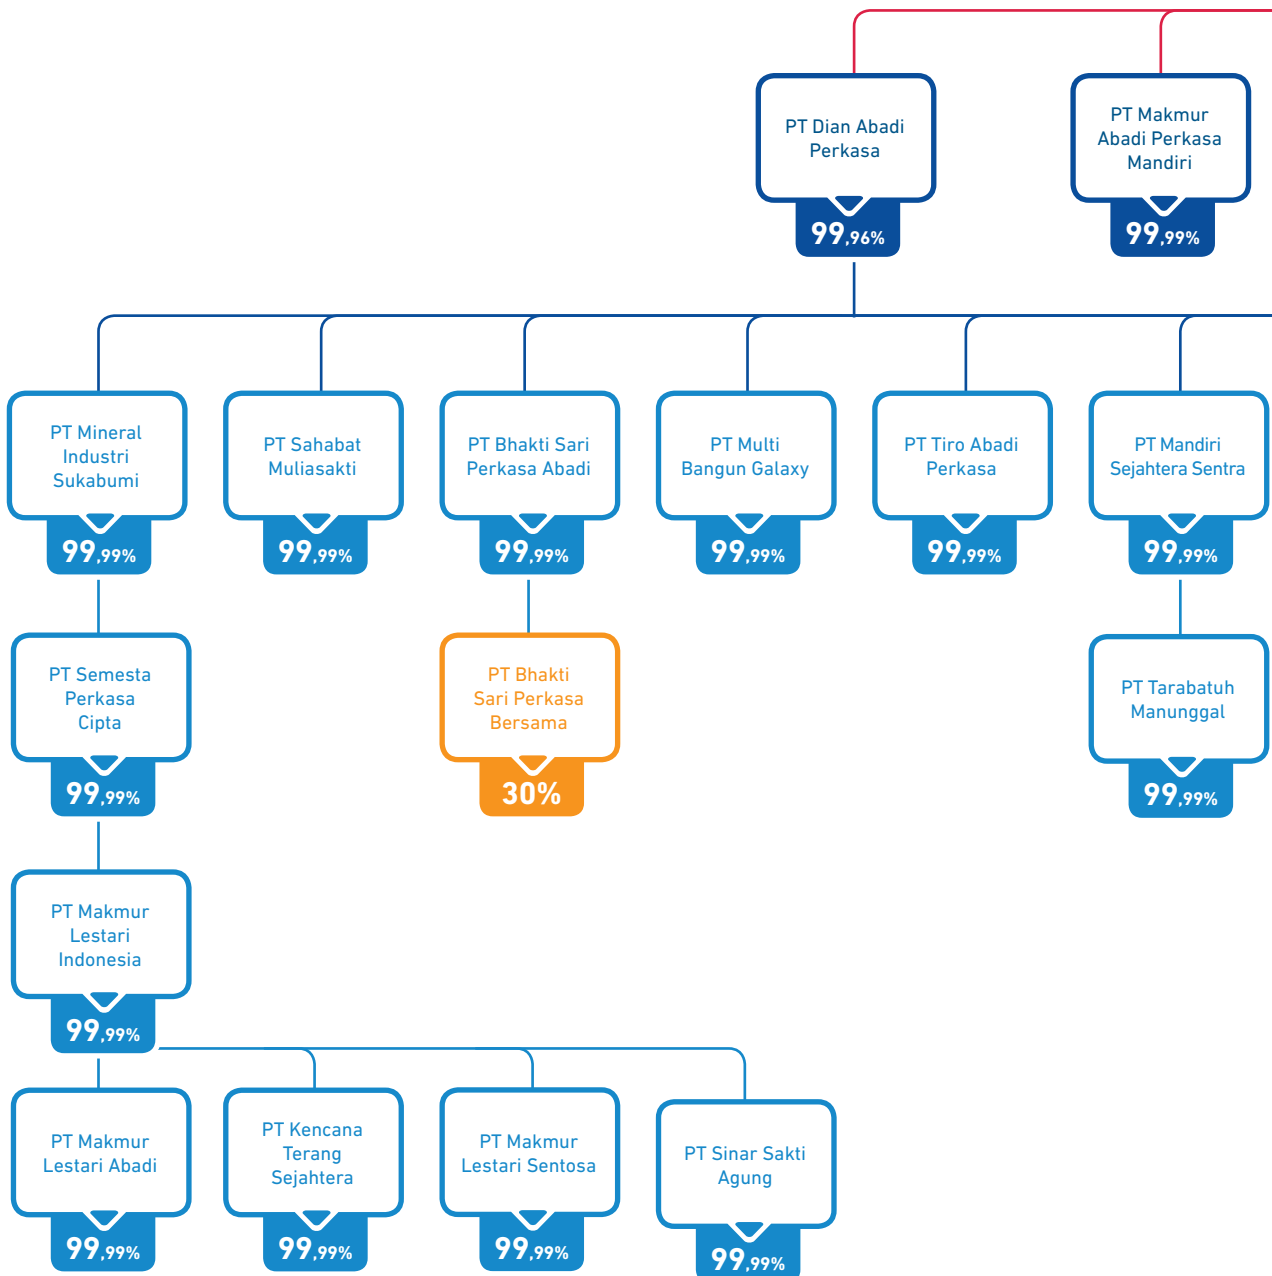 PT Dian Abadi
Perkasa
99,96%
PT Makmur
Abadi Perkasa
Mandiri
99,99%
PT Mineral
Industri
Sukabumi
99,99%
PT Sahabat
Muliasakti
99,99%
PT Bhakti Sari
Perkasa Abadi
99,99%
PT Multi
Bangun Galaxy
99,99%
PT Tiro Abadi
Perkasa
99,99%
PT Mandiri
Sejahtera Sentra
99,99%
PT Semesta
Perkasa
Cipta
99,99%
PT Bhakti
Sari Perkasa
Bersama
30%
PT Tarabatuh
Manunggal
99,99%
PT Makmur
Lestari
Indonesia
99,99%
PT Makmur
Lestari Abadi
99,99%
PT Kencana
Terang
Sejahtera
99,99%
PT Makmur
Lestari Sentosa
99,99%
PT Sinar Sakti
Agung
99,99%